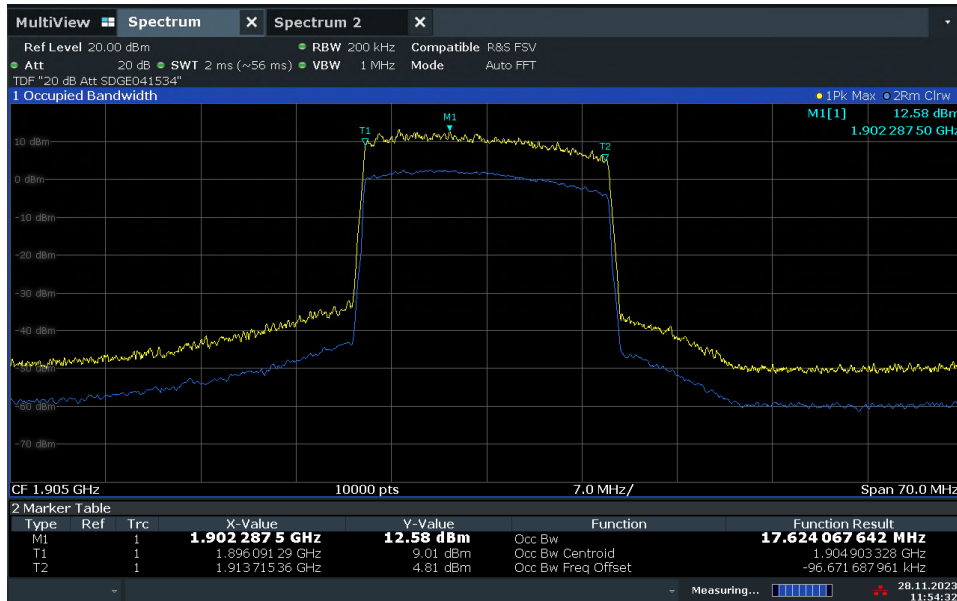 MultiView Spectrum X Spectrum 2 X
Ref Level 20.00 dBm RBW 200 kHz Compatible R&S FSV
Att 20 dB SWT 2 ms (~56 ms) VBW 1 MHz Mode Auto FFT
TDF "20 dB Att SDGE041534"
1 Occupied Bandwidth 1Pk Max 2Rm Clrw
M1[1] 12.58 dBm
1.902 287 50 GHz
M1
T1
T2
10 dBm
0 dBm
-10 dBm
-20 dBm
-30 dBm
-40 dBm
-50 dBm
-60 dBm
-70 dBm
CF 1.905 GHz 10000 pts 7.0 MHz/ Span 70.0 MHz
2 Marker Table
Type Ref Trc X-Value Y-Value Function Function Result
M1 1 1.902 287 5 GHz 12.58 dBm Occ Bw 17.624 067 642 MHz
T1 1 1.896 091 29 GHz 9.01 dBm Occ Bw Centroid 1.904 903 328 GHz
T2 1 1.913 715 36 GHz 4.81 dBm Occ Bw Freq Offset -96.671 687 961 kHz
Measuring... 28.11.2023
11:54:32